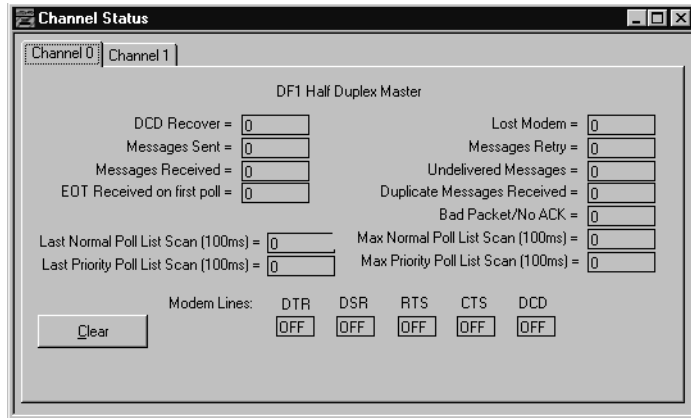 Channel Status
Channel 0 Channel 1
DF1 Half Duplex Master
DCD Recover = 0 Lost Modem = 0
Messages Sent = 0 Messages Retry = 0
Messages Received = 0 Undelivered Messages = 0
EOT Received on first poll = 0 Duplicate Messages Received = 0
Bad Packet/No ACK = 0
Last Normal Poll List Scan (100ms) = 0 Max Normal Poll List Scan (100ms) = 0
Last Priority Poll List Scan (100ms) = 0 Max Priority Poll List Scan (100ms) = 0
Modem Lines: DTR DSR RTS CTS DCD
OFF OFF OFF OFF OFF
Clear